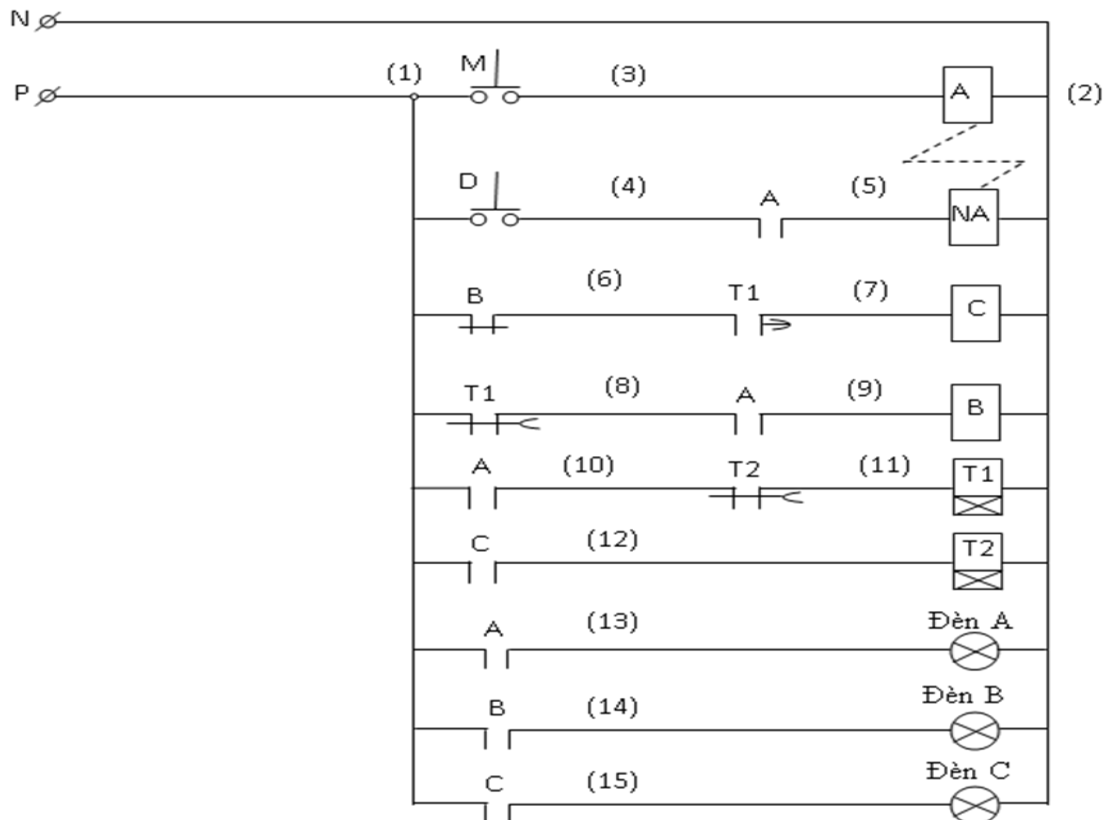 N
P (1) M (3) A (2)
D (4) A (5) NA
B (6) T1 (7) C
T1 (8) A (9) B
A (10) T2 (11) T1
C (12) T2
A (13) Đèn A
B (14) Đèn B
C (15) Đèn C